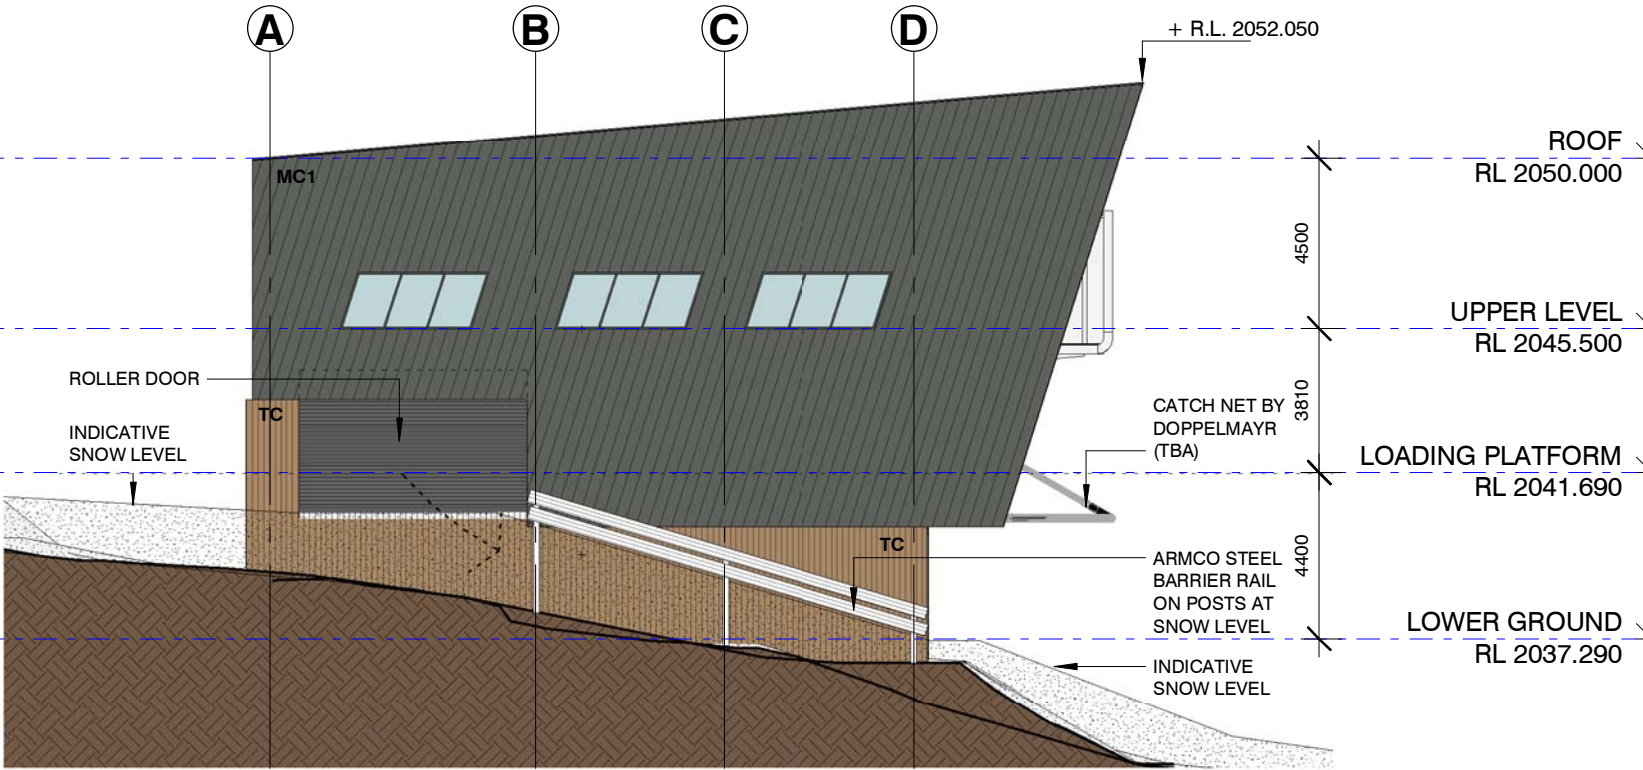 A
B
C
D
+ R.L. 2052.050
ROOF
RL 2050.000
MC1
4500
UPPER LEVEL
RL 2045.500
ROLLER DOOR
3810
TC
CATCH NET BY
DOPPELMAYR
(TBA)
INDICATIVE
SNOW LEVEL
LOADING PLATFORM
RL 2041.690
TC
4400
ARMCO STEEL
BARRIER RAIL
ON POSTS AT
SNOW LEVEL
LOWER GROUND
RL 2037.290
INDICATIVE
SNOW LEVEL